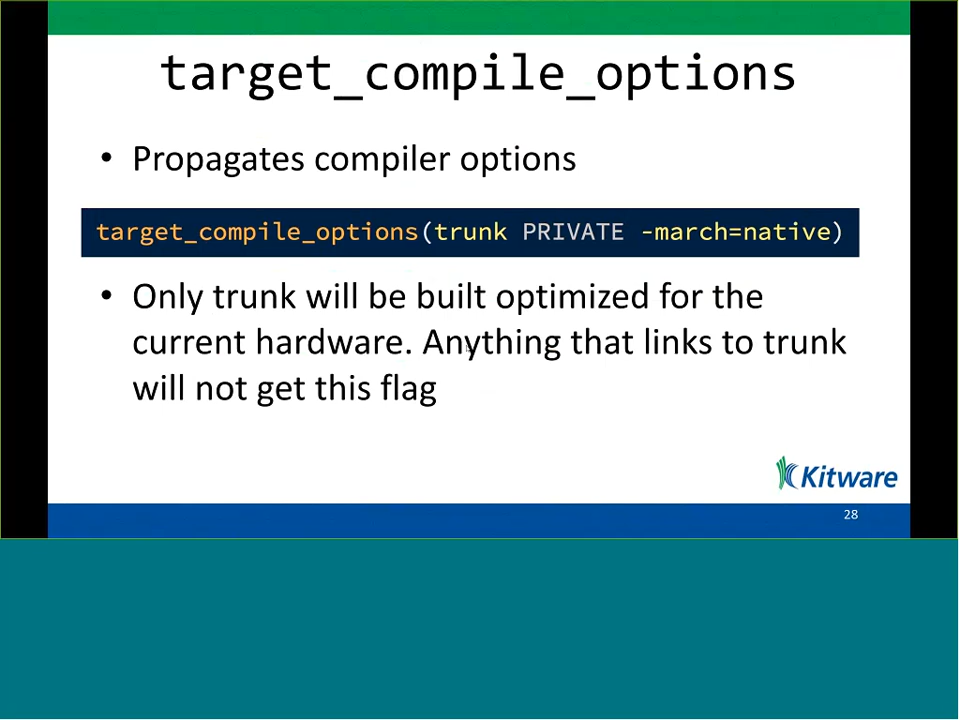 target_compile_options
• Propagates compiler options
target_compile_options(trunk PRIVATE -march=native)
• Only trunk will be built optimized for the
current hardware. Anything that links to trunk
will not get this flag
Kitware
28